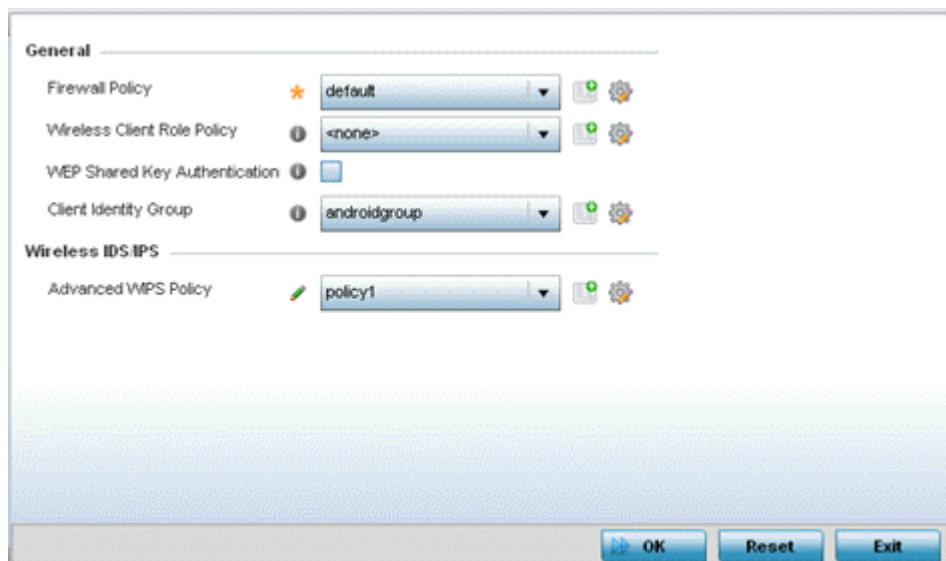 General
Firewall Policy default
Wireless Client Role Policy <none>
WEP Shared Key Authentication
Client Identity Group androidgroup
Wireless IDS/IPS
Advanced WIPS Policy policy1
OK Reset Exit